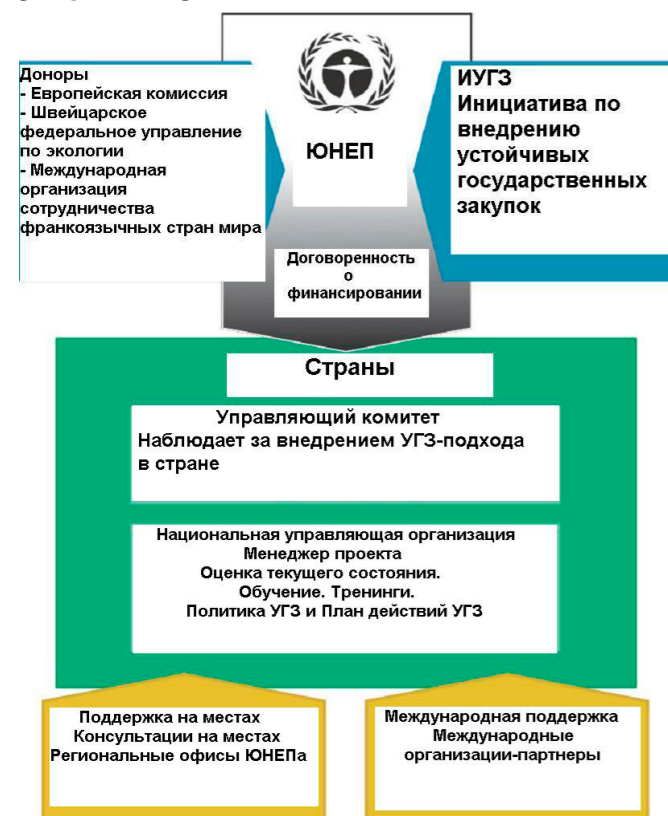 Доноры
- Европейская комиссия
- Швейцарское
федеральное управление
по экологии
- Международная
организация
сотрудничества
франкоязычных стран мира
ЮНЕП
ИУГЗ
Инициатива по
внедрению
устойчивых
государственных
закупок
Договоренность
о
финансировании
Страны
Управляющий комитет
Наблюдает за внедрением УГЗ-подхода
в стране
Национальная управляющая организация
Менеджер проекта
Оценка текущего состояния.
Обучение. Тренинги.
Политика УГЗ и План действий УГЗ
Поддержка на местах
Консультации на местах
Региональные офисы ЮНЕПа
Международная поддержка
Международные
организации-партнеры